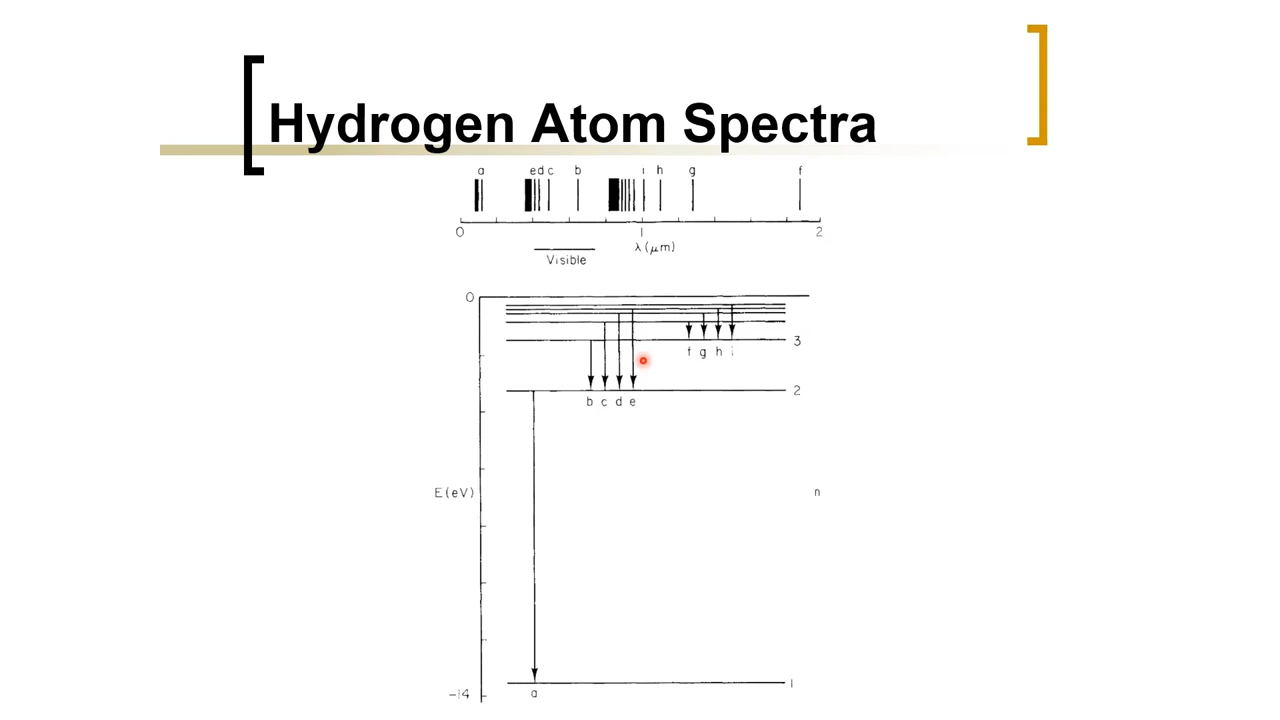 Hydrogen Atom Spectra
a e d c b i h g f
0 1 2
λ (μm)
Visible
0
3
f g h i
2
b c d e
E (eV) n
1
-14 a